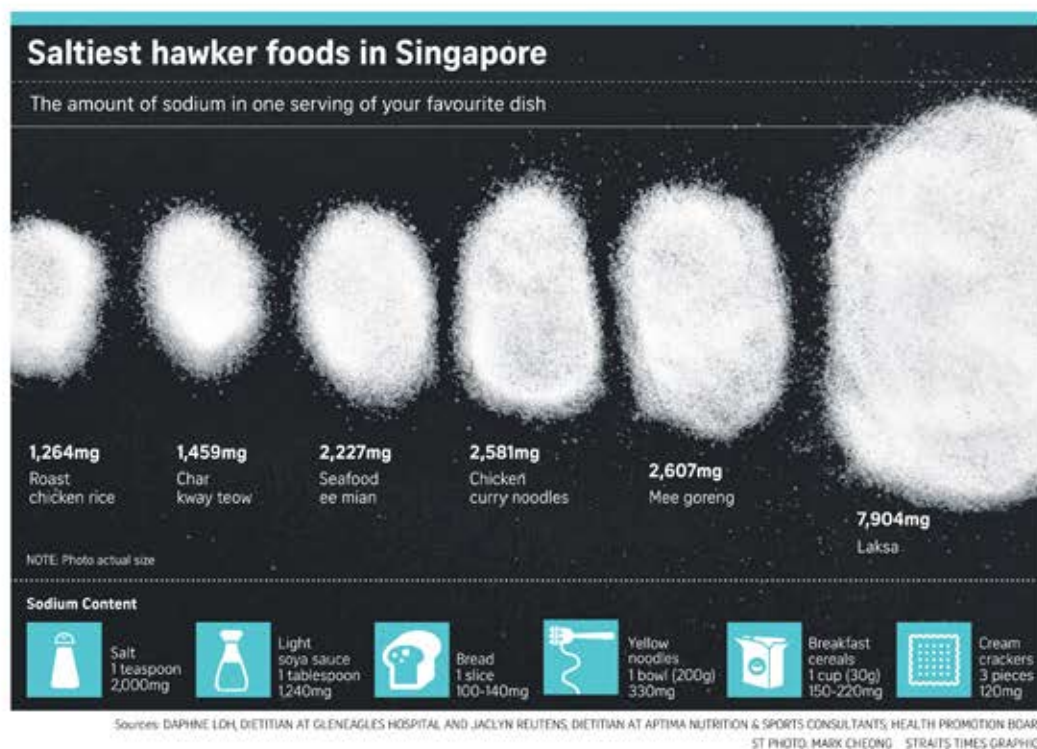 Saltiest hawker foods in Singapore
The amount of sodium in one serving of your favourite dish
1,264mg
Roast
chicken rice
1,459mg
Char
kway teow
2,227mg
Seafood
ee mian
2,581mg
Chicken
curry noodles
2,607mg
Mee goreng
7,904mg
Laksa
NOTE: Photo actual size
Sodium Content
Salt
1 teaspoon
2,000mg
Light
soya sauce
1 tablespoon
1,240mg
Bread
1 slice
100-140mg
Yellow
noodles
1 bowl (200g)
330mg
Breakfast
cereals
1 cup (30g)
150-220mg
Cream
crackers
3 pieces
120mg
Sources: DAPHNE LOH, DIETITIAN AT GLENEAGLES HOSPITAL AND JACLYN REUTENS, DIETITIAN AT APTIMA NUTRITION & SPORTS CONSULTANTS; HEALTH PROMOTION BOAR
ST PHOTO: MARK CHEONG STRAITS TIMES GRAPHIC